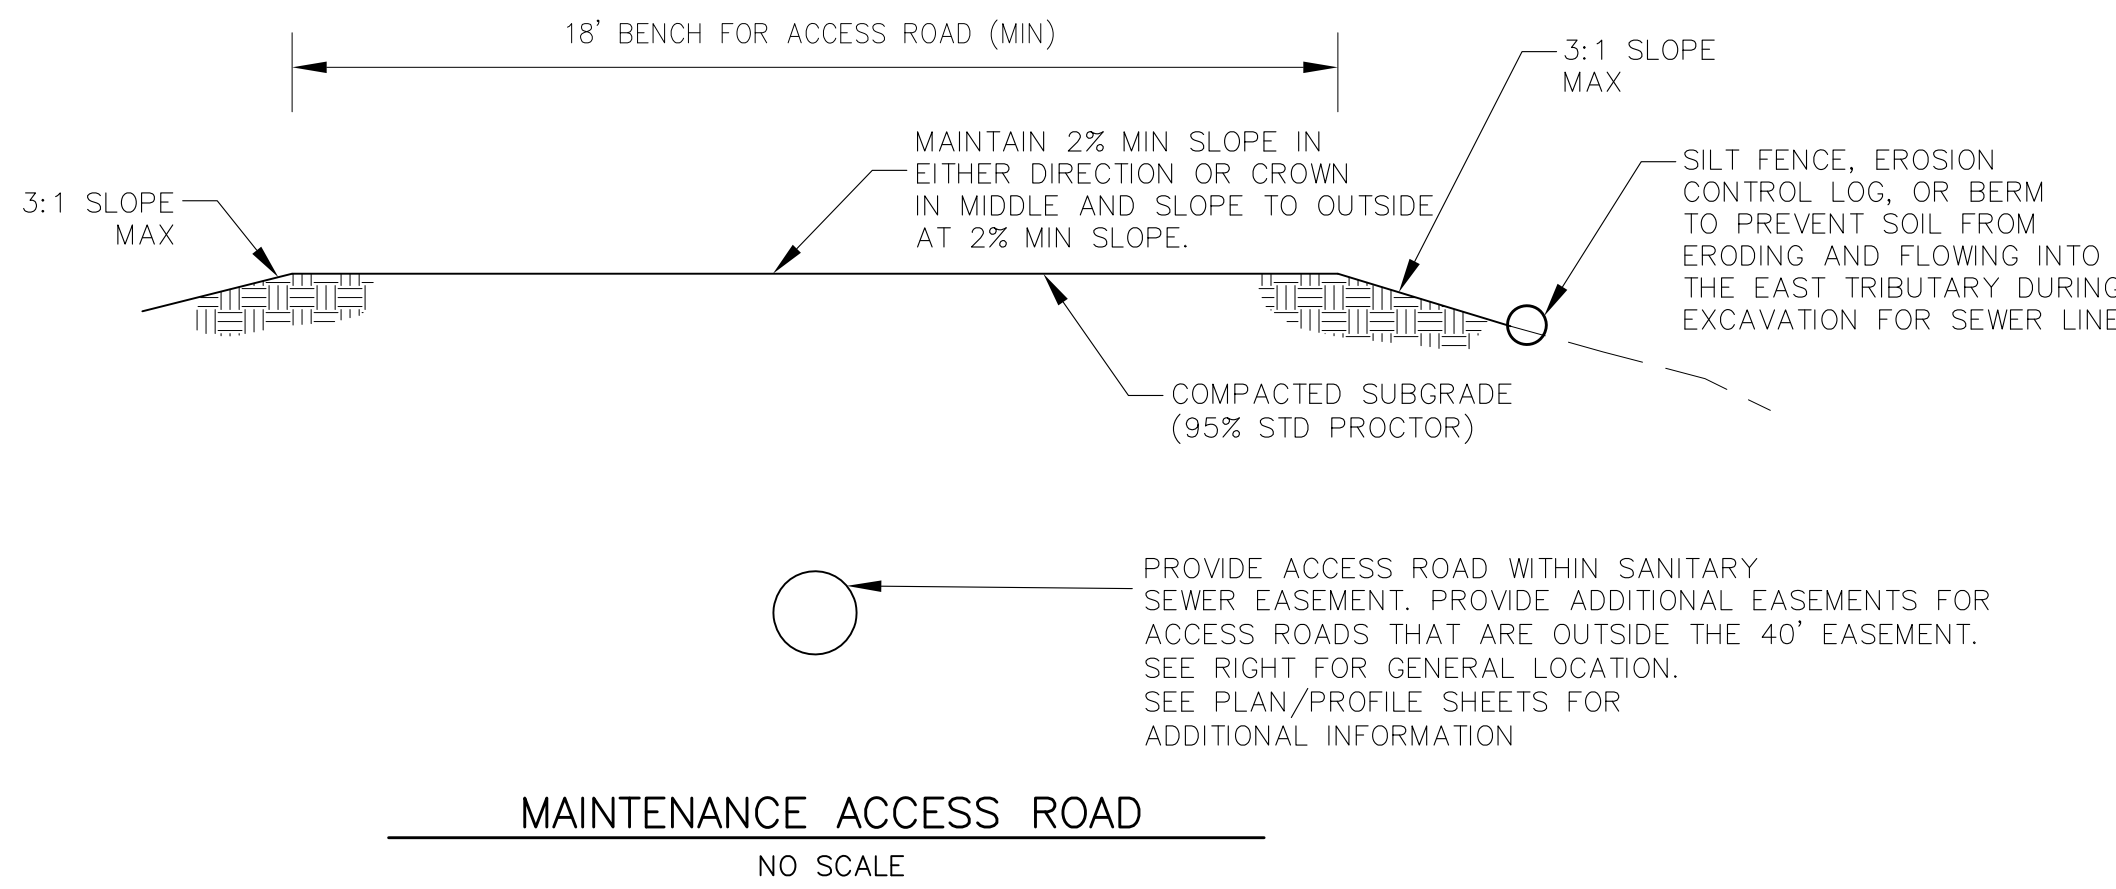 18' BENCH FOR ACCESS ROAD (MIN)
3:1 SLOPE
MAX
MAINTAIN 2% MIN SLOPE IN
EITHER DIRECTION OR CROWN
IN MIDDLE AND SLOPE TO OUTSIDE
AT 2% MIN SLOPE.
SILT FENCE, EROSION
CONTROL LOG, OR BERM
TO PREVENT SOIL FROM
ERODING AND FLOWING INTO
THE EAST TRIBUTARY DURING
EXCAVATION FOR SEWER LINE
3:1 SLOPE
MAX
COMPACTED SUBGRADE
(95% STD PROCTOR)
PROVIDE ACCESS ROAD WITHIN SANITARY
SEWER EASEMENT. PROVIDE ADDITIONAL EASEMENTS FOR
ACCESS ROADS THAT ARE OUTSIDE THE 40' EASEMENT.
SEE RIGHT FOR GENERAL LOCATION.
SEE PLAN/PROFILE SHEETS FOR
ADDITIONAL INFORMATION
MAINTENANCE ACCESS ROAD
NO SCALE